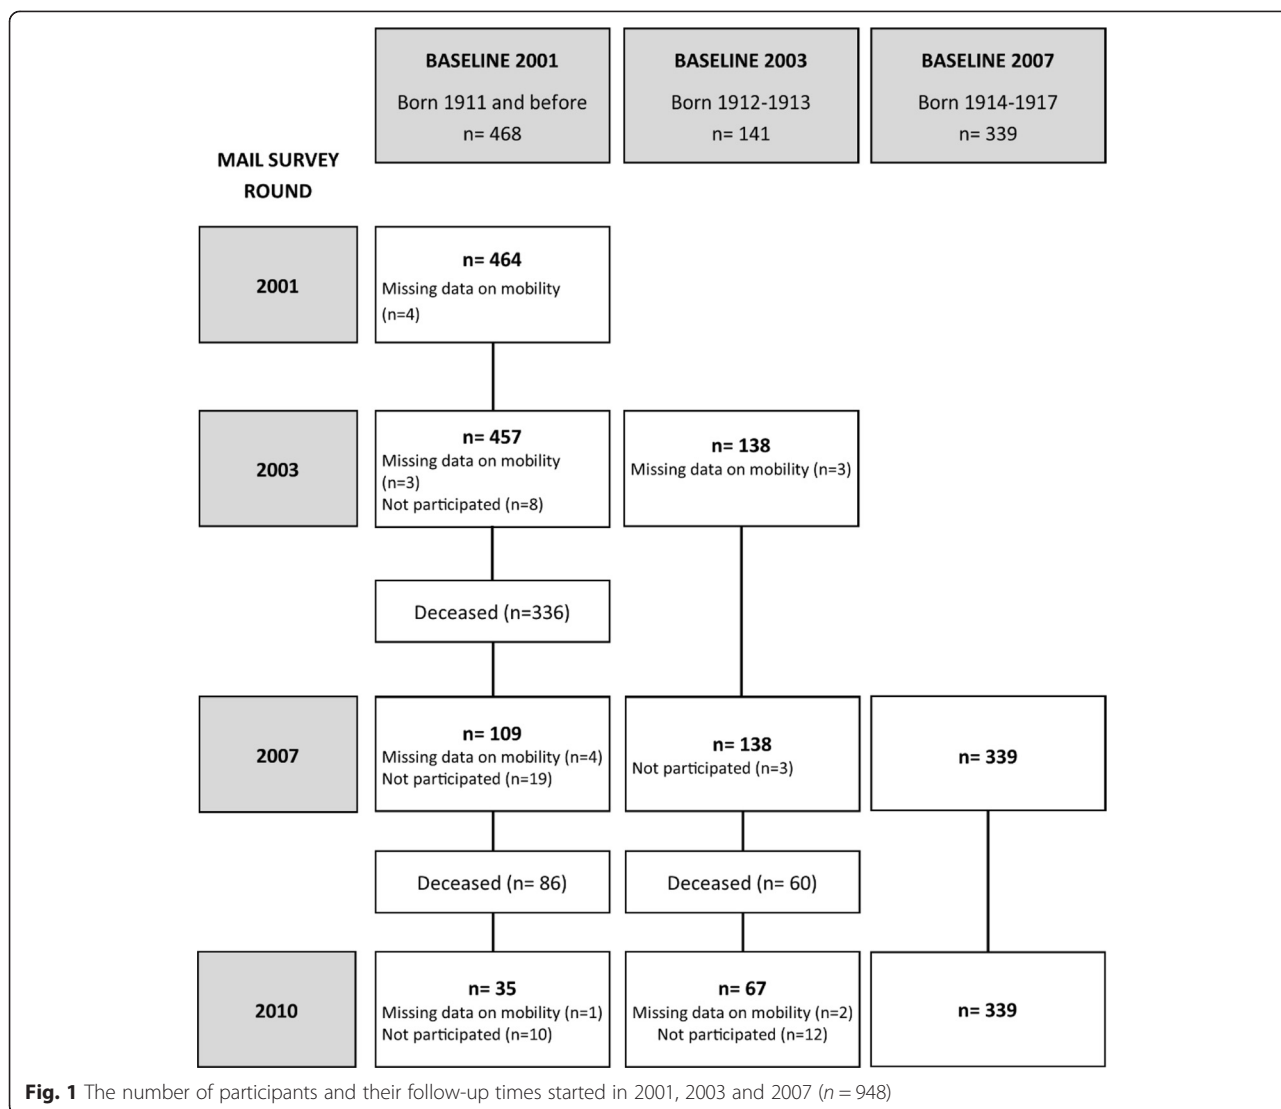 BASELINE 2001
Born 1911 and before
n= 468
BASELINE 2003
Born 1912-1913
n= 141
BASELINE 2007
Born 1914-1917
n= 339
MAIL SURVEY
ROUND
2001
n= 464
Missing data on mobility
(n=4)
2003
n= 457
Missing data on mobility
(n=3)
Not participated (n=8)
n= 138
Missing data on mobility (n=3)
Deceased (n=336)
2007
n= 109
Missing data on mobility (n=4)
Not participated (n=19)
n= 138
Not participated (n=3)
n= 339
Deceased (n= 86)
Deceased (n= 60)
2010
n= 35
Missing data on mobility (n=1)
Not participated (n=10)
n= 67
Missing data on mobility (n=2)
Not participated (n=12)
n= 339
Fig. 1 The number of participants and their follow-up times started in 2001, 2003 and 2007 (n = 948)